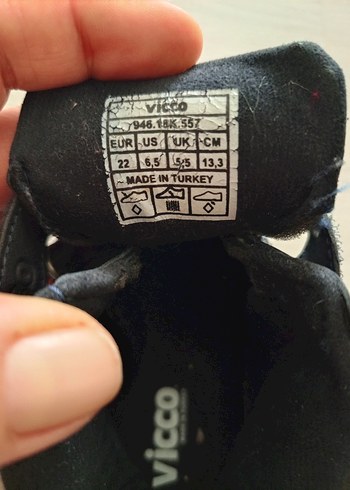 vicco
946.18K.557
EUR US UK CM
22 6,5 5,5 13,3
MADE IN TURKEY
vicco